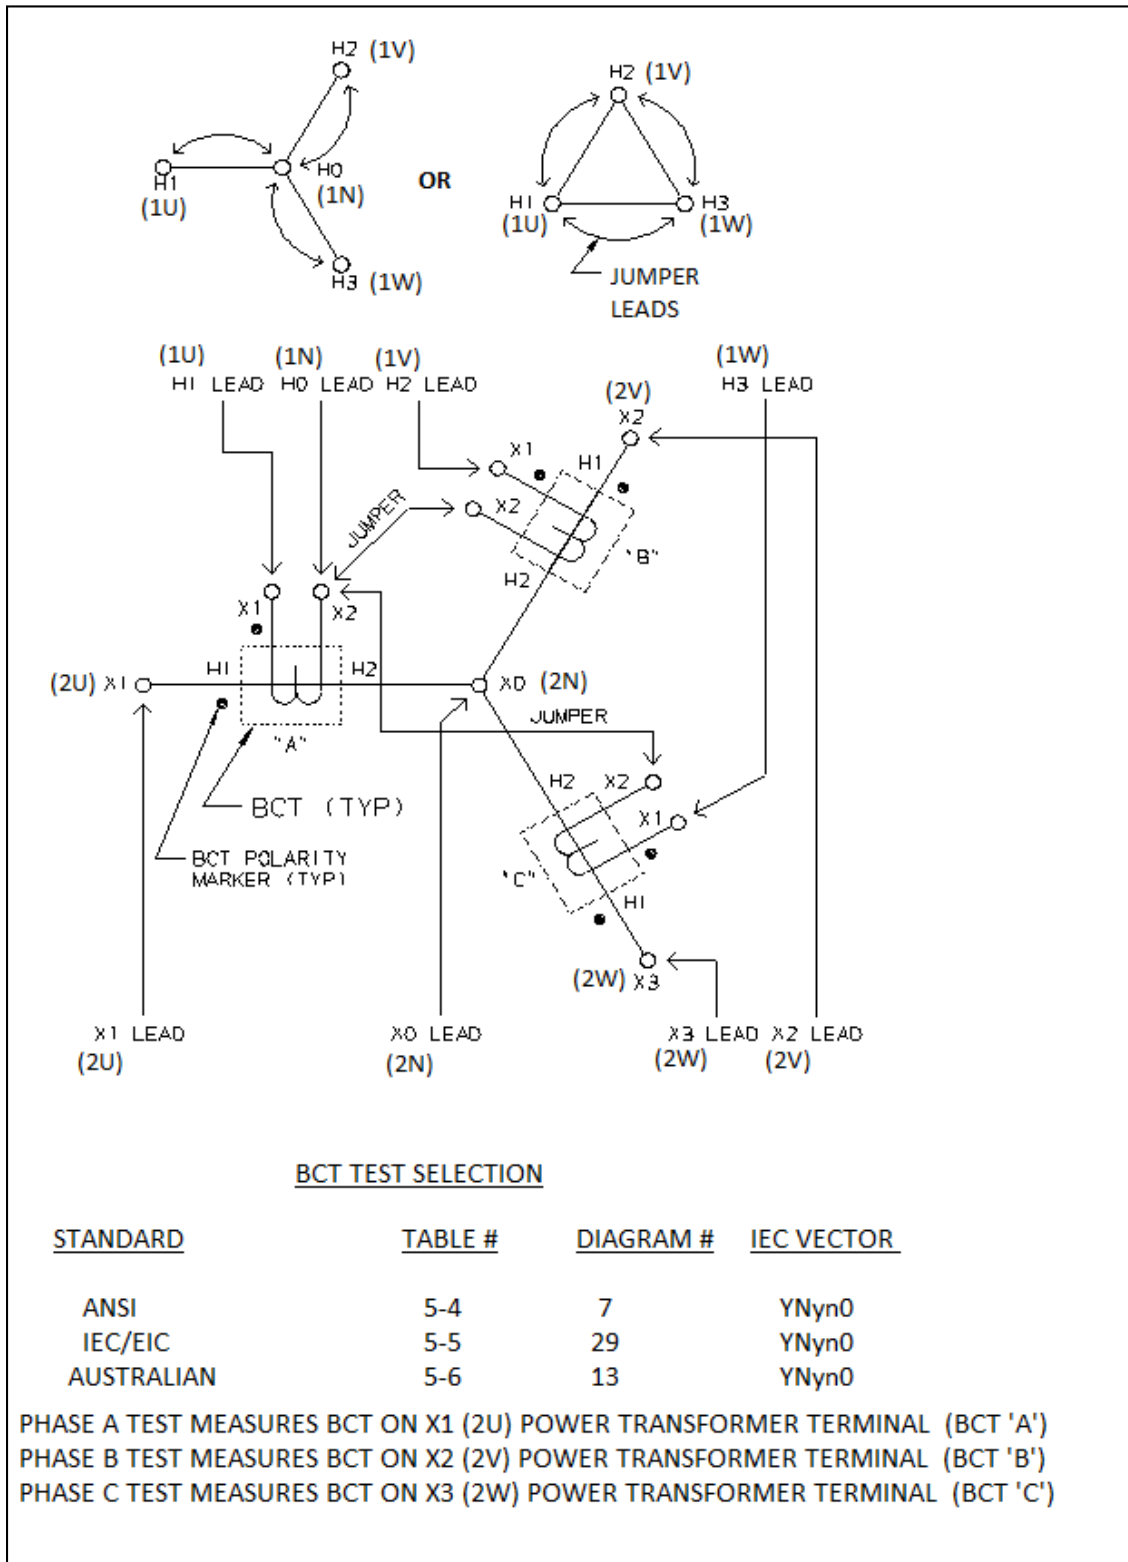 H2 (1V)
H2 (1V)
H1
(1U)
H0
(1N)
OR
H1
(1U)
H3
(1W)
H3 (1W)
JUMPER
LEADS
(1U) (1N) (1V) (1W)
H1 LEAD H0 LEAD H2 LEAD H3 LEAD
(2V)
X2
X1
H1
X2
JUMPER
"B"
H2
X1
X2
H1
H2
(2U) X1
X0 (2N)
JUMPER
"A"
H2
X2
BCT (TYP)
X1
BCT POLARITY
MARKER (TYP)
"C"
H1
(2W) X3
X1 LEAD X0 LEAD X3 LEAD X2 LEAD
(2U) (2N) (2W) (2V)
BCT TEST SELECTION
STANDARD TABLE # DIAGRAM # IEC VECTOR
ANSI 5-4 7 YNyn0
IEC/EIC 5-5 29 YNyn0
AUSTRALIAN 5-6 13 YNyn0
PHASE A TEST MEASURES BCT ON X1 (2U) POWER TRANSFORMER TERMINAL (BCT 'A')
PHASE B TEST MEASURES BCT ON X2 (2V) POWER TRANSFORMER TERMINAL (BCT 'B')
PHASE C TEST MEASURES BCT ON X3 (2W) POWER TRANSFORMER TERMINAL (BCT 'C')